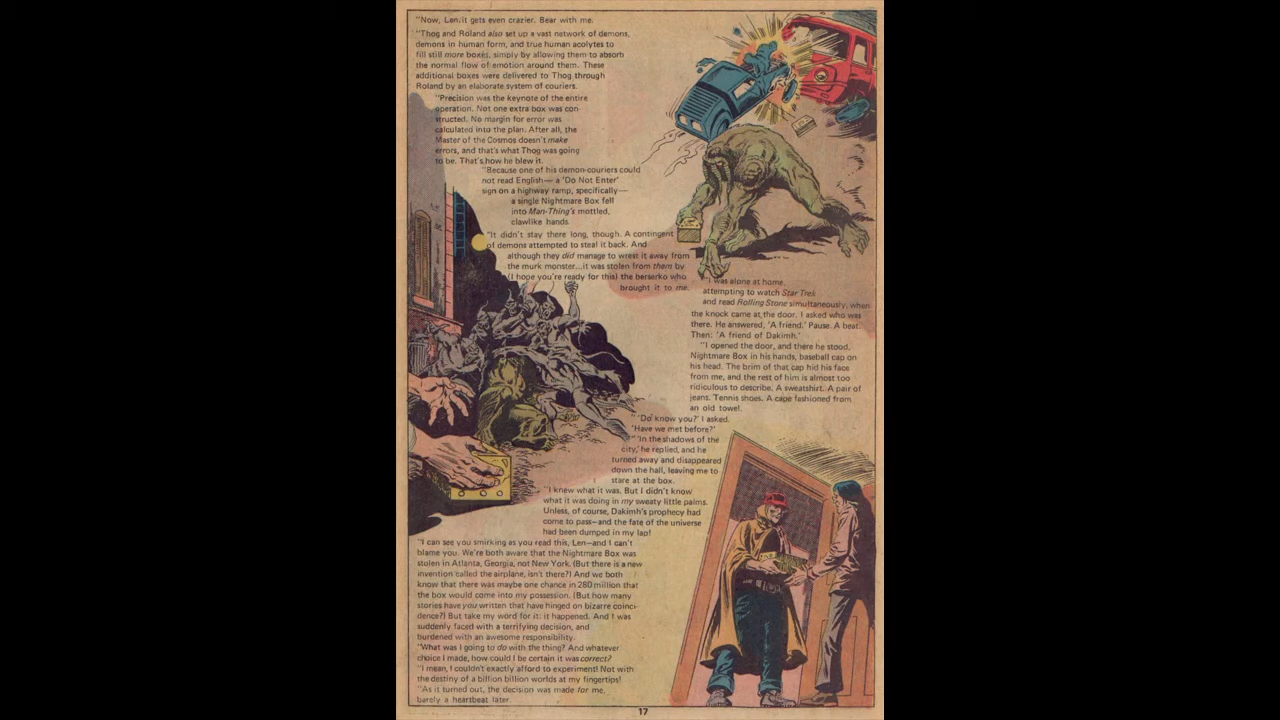 "Now, Len, it gets even crazier. Bear with me.
"Thog and Roland also set up a vast network of demons,
demons in human form, and true human acolytes to
fill still more boxes, simply by allowing them to absorb
the normal flow of emotion around them. These
additional boxes were delivered to Thog through
Roland by an elaborate system of couriers.
"Precision was the keynote of the entire
operation. Not one extra box was con-
structed. No margin for error was
calculated into the plan. After all, the
Master of the Cosmos doesn't make
errors, and that's what Thog was going
to be. That's how he blew it.
"Because one of his demon-couriers could
not read English—a 'Do Not Enter'
sign on a highway ramp, specifically—
a single Nightmare Box fell
into Man-Thing's mottled,
clawlike hands.
"It didn't stay there long, though. A contingent
of demons attempted to steal it back. And
although they did manage to wrest it away from
the murk monster...it was stolen from them by
(I hope you're ready for this) the berserko who
brought it to me.
"I was alone at home,
attempting to watch Star Trek
and read Rolling Stone simultaneously, when
the knock came at the door. I asked who was
there. He answered, 'A friend.' Pause. A beat.
Then: 'A friend of Dakimh.'
"I opened the door, and there he stood,
Nightmare Box in his hands, baseball cap on
his head. The brim of that cap hid his face
from me, and the rest of him is almost too
ridiculous to describe. A sweatshirt. A pair of
jeans. Tennis shoes. A cape fashioned from
an old towel.
"'Do I know you?' I asked.
'Have we met before?'
"'In the shadows of the
city,' he replied, and he
turned away and disappeared
down the hall, leaving me to
stare at the box.
"I knew what it was. But I didn't know
what it was doing in my sweaty little palms.
Unless, of course, Dakimh's prophecy had
come to pass—and the fate of the universe
had been dumped in my lap!
"I can see you smirking as you read this, Len—and I can't
blame you. We're both aware that the Nightmare Box was
stolen in Atlanta, Georgia, not New York. (But there is a new
invention called the airplane, isn't there?) And we both
know that there was maybe one chance in 280 million that
the box would come into my possession. (But how many
stories have you written that have hinged on bizarre coinci-
dence?) But take my word for it: it happened. And I was
suddenly faced with a terrifying decision, and
burdened with an awesome responsibility.
"What was I going to do with the thing? And whatever
choice I made, how could I be certain it was correct?
"I mean, I couldn't exactly afford to experiment! Not with
the destiny of a billion billion worlds at my fingertips!
"As it turned out, the decision was made for me,
barely a heartbeat later.
17